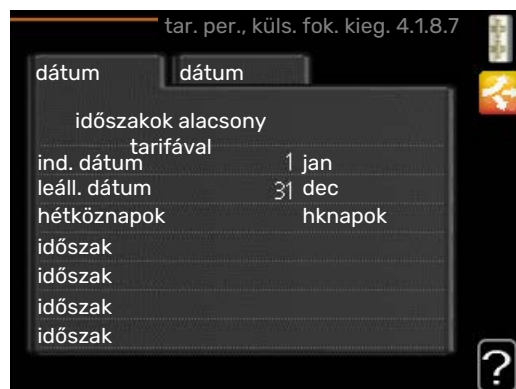 tar. per., küls. fok. kieg. 4.1.8.7
dátum dátum
időszakok alacsony
tarifával
ind. dátum 1 jan
leáll. dátum 31 dec
hétköznapok hknapok
időszak
időszak
időszak
időszak
?